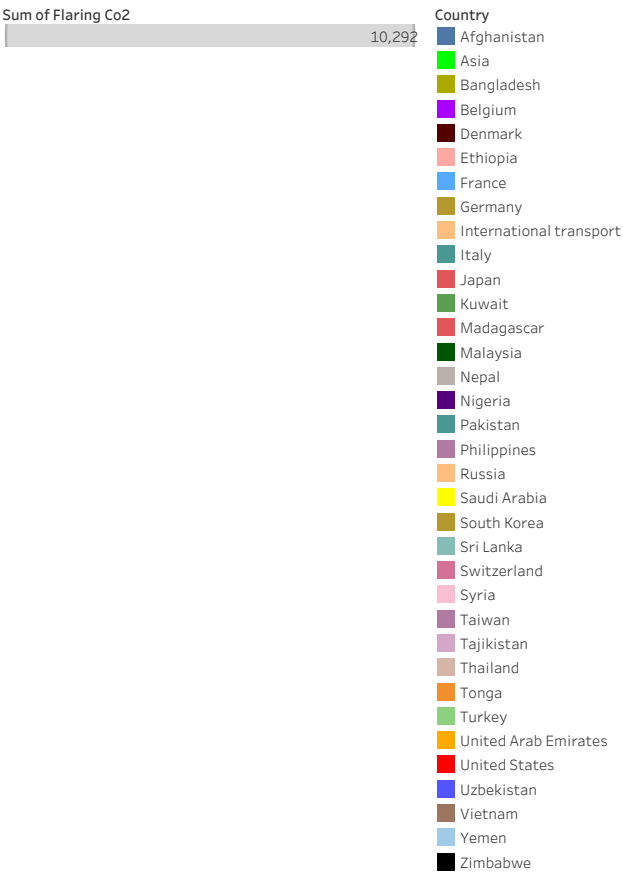 Sum of Flaring Co2
10,292
Country
Afghanistan
Asia
Bangladesh
Belgium
Denmark
Ethiopia
France
Germany
International transport
Italy
Japan
Kuwait
Madagascar
Malaysia
Nepal
Nigeria
Pakistan
Philippines
Russia
Saudi Arabia
South Korea
Sri Lanka
Switzerland
Syria
Taiwan
Tajikistan
Thailand
Tonga
Turkey
United Arab Emirates
United States
Uzbekistan
Vietnam
Yemen
Zimbabwe